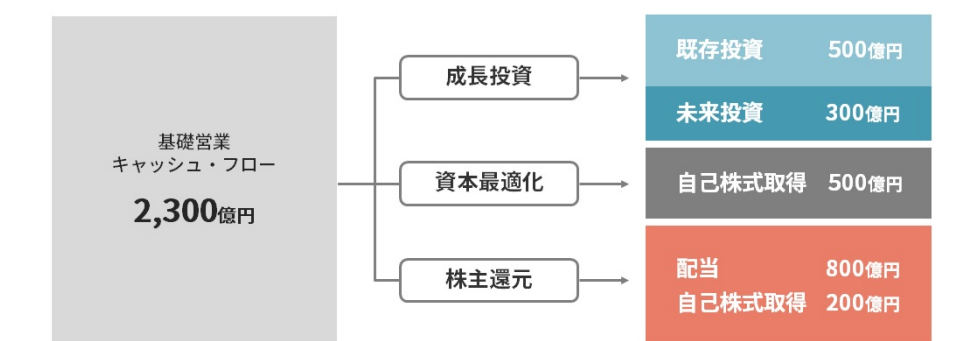 基礎営業
キャッシュ・フロー
2,300億円
成長投資
既存投資 500億円
未来投資 300億円
資本最適化
自己株式取得 500億円
株主還元
配当 800億円
自己株式取得 200億円